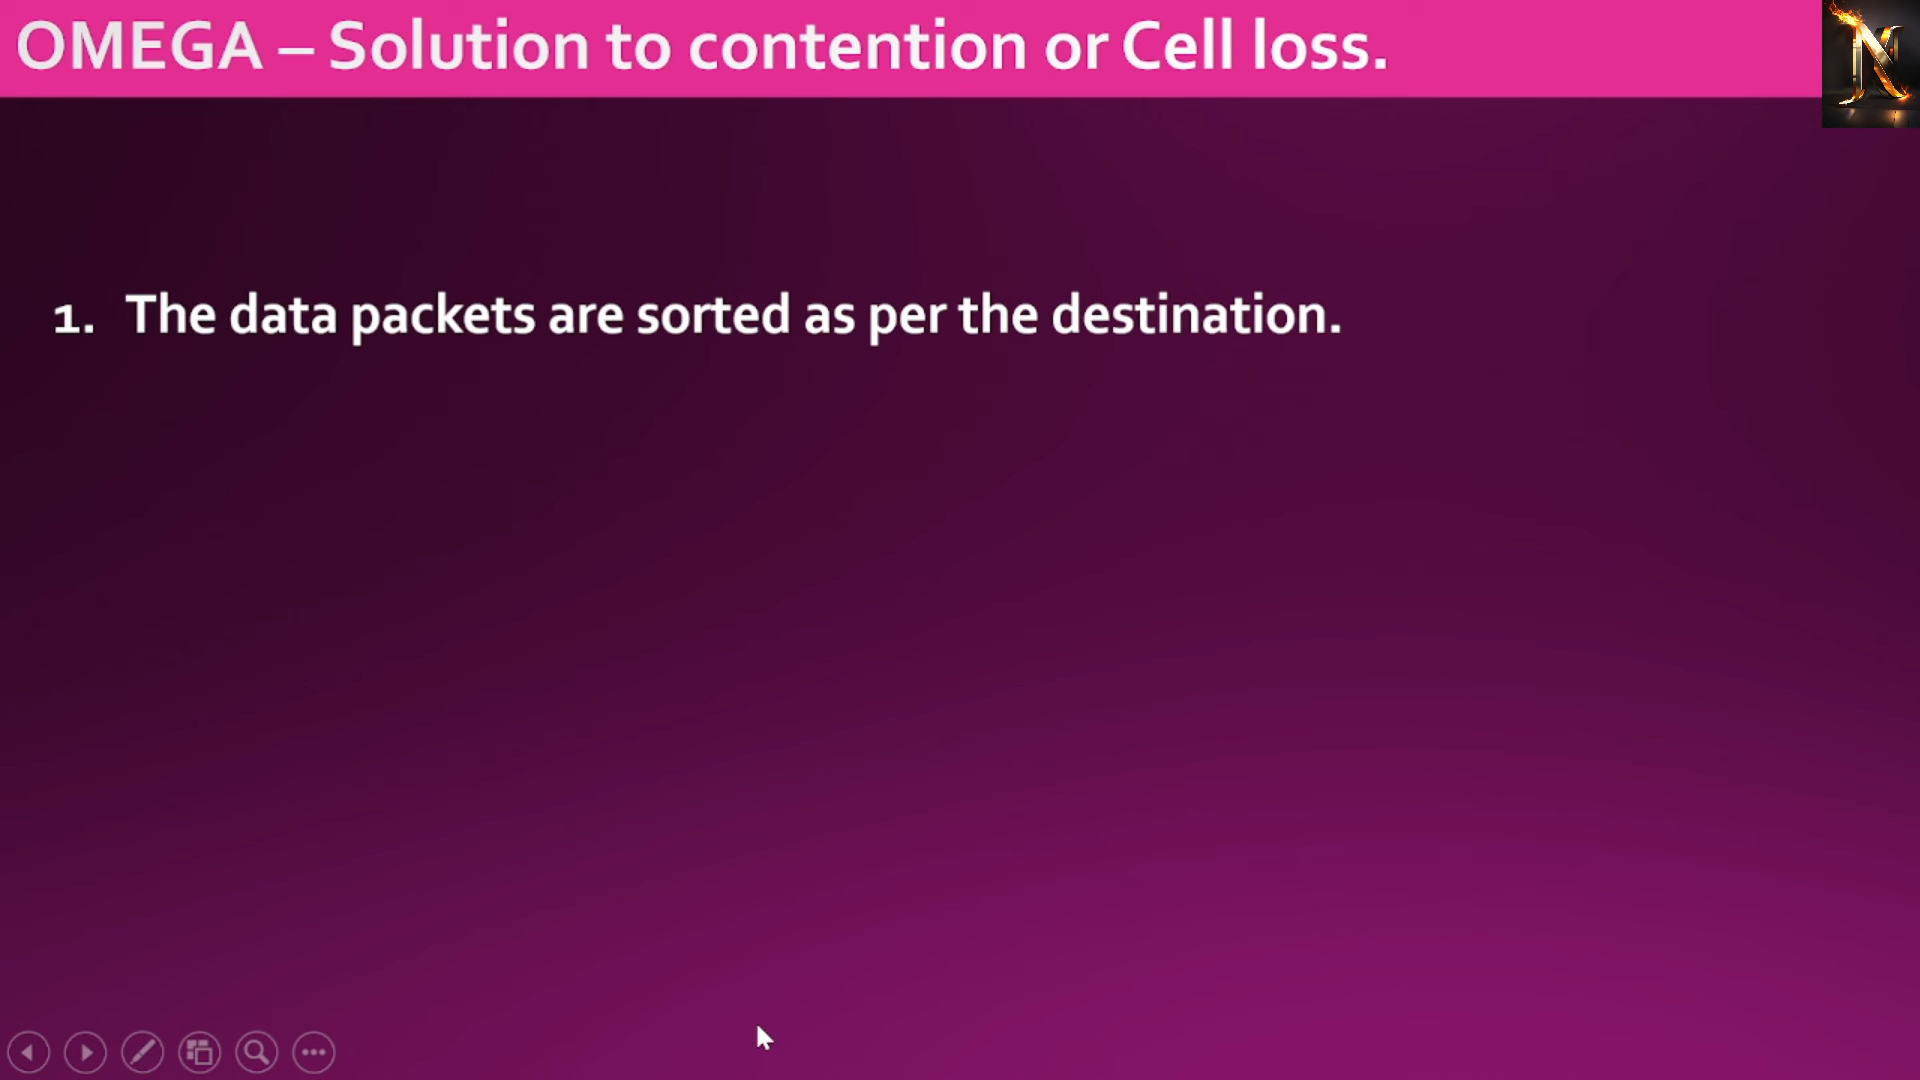 OMEGA – Solution to contention or Cell loss.
N
1. The data packets are sorted as per the destination.